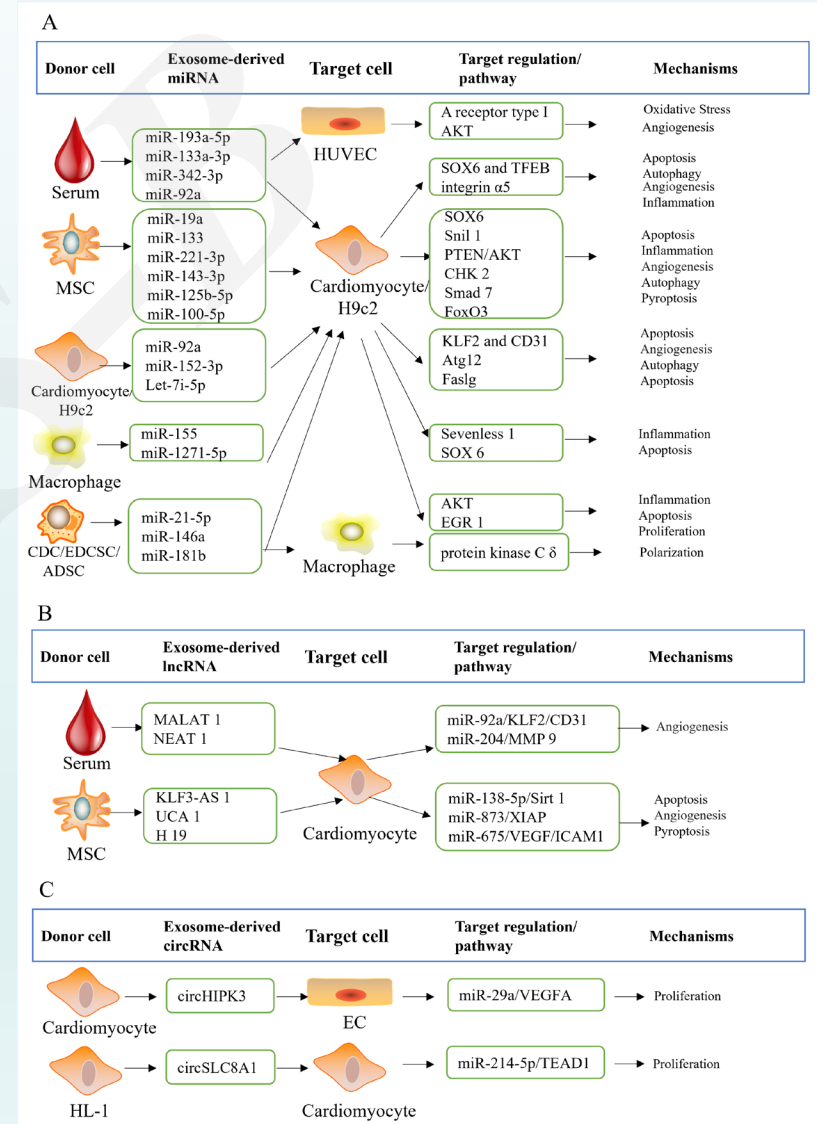 A
Donor cell
Exosome-derived
miRNA
Target cell
Target regulation/
pathway
Mechanisms
Serum
miR-193a-5p
miR-133a-3p
miR-342-3p
miR-92a
HUVEC
A receptor type I
AKT
Oxidative Stress
Angiogenesis
SOX6 and TFEB
integrin α5
Apoptosis
Autophagy
Angiogenesis
Inflammation
MSC
miR-19a
miR-133
miR-221-3p
miR-143-3p
miR-125b-5p
miR-100-5p
Cardiomyocyte/
H9c2
SOX6
Snil 1
PTEN/AKT
CHK 2
Smad 7
FoxO3
Apoptosis
Inflammation
Angiogenesis
Autophagy
Pyroptosis
Cardiomyocyte/
H9c2
miR-92a
miR-152-3p
Let-7i-5p
KLF2 and CD31
Atg12
Faslg
Apoptosis
Angiogenesis
Autophagy
Apoptosis
Macrophage
miR-155
miR-1271-5p
Sevenless 1
SOX 6
Inflammation
Apoptosis
CDC/EDCSC/
ADSC
miR-21-5p
miR-146a
miR-181b
Macrophage
AKT
EGR 1
Inflammation
Apoptosis
Proliferation
protein kinase C δ
Polarization
B
Donor cell
Exosome-derived
lncRNA
Target cell
Target regulation/
pathway
Mechanisms
Serum
MALAT 1
NEAT 1
Cardiomyocyte
miR-92a/KLF2/CD31
miR-204/MMP 9
Angiogenesis
MSC
KLF3-AS 1
UCA 1
H 19
miR-138-5p/Sirt 1
miR-873/XIAP
miR-675/VEGF/ICAM1
Apoptosis
Angiogenesis
Pyroptosis
C
Donor cell
Exosome-derived
circRNA
Target cell
Target regulation/
pathway
Mechanisms
Cardiomyocyte
circHIPK3
EC
miR-29a/VEGFA
Proliferation
HL-1
circSLC8A1
Cardiomyocyte
miR-214-5p/TEAD1
Proliferation